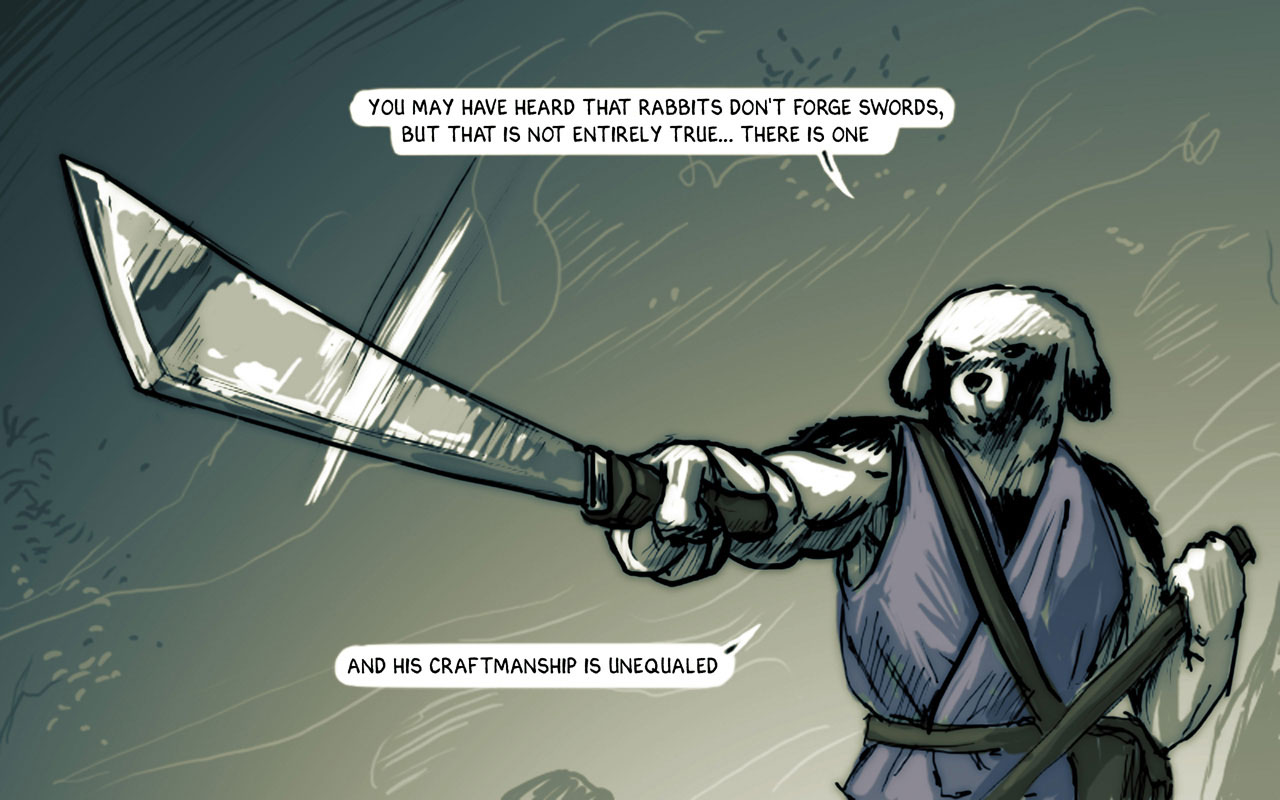 YOU MAY HAVE HEARD THAT RABBITS DON'T FORGE SWORDS,
BUT THAT IS NOT ENTIRELY TRUE... THERE IS ONE
AND HIS CRAFTMANSHIP IS UNEQUALED